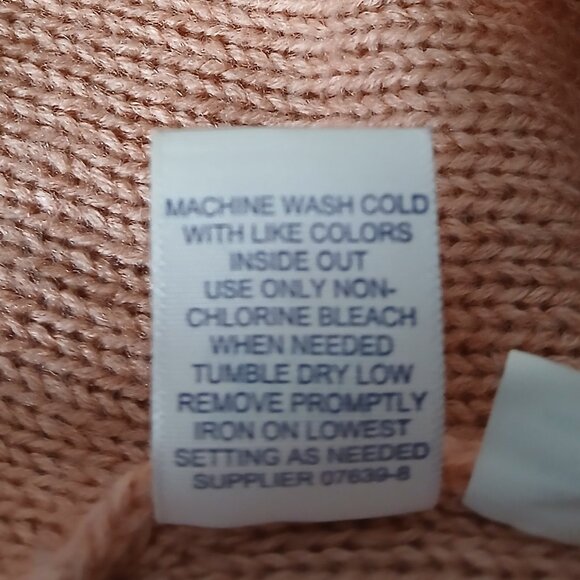 MACHINE WASH COLD
WITH LIKE COLORS
INSIDE OUT
USE ONLY NON-
CHLORINE BLEACH
WHEN NEEDED
TUMBLE DRY LOW
REMOVE PROMPTLY
IRON ON LOWEST
SETTING AS NEEDED
SUPPLIER 07639-8